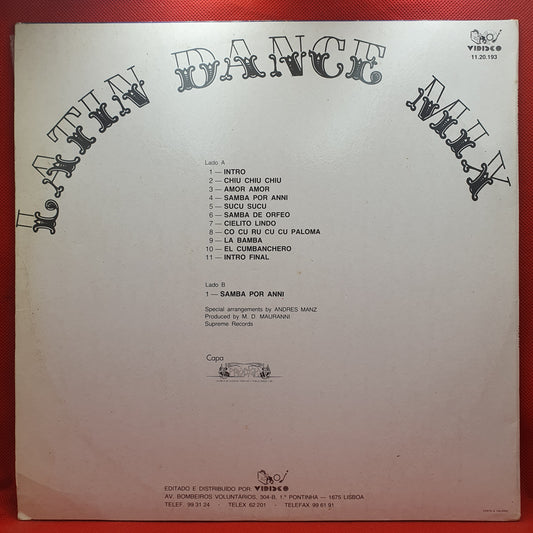 LATIN DANCE MIX
VIDISCO
11.20.193
Lado A
1 — INTRO
2 — CHIU CHIU CHIU
3 — AMOR AMOR
4 — SAMBA POR ANNI
5 — SUCU SUCU
6 — SAMBA DE ORFEO
7 — CIELITO LINDO
8 — CO CU RU CU CU PALOMA
9 — LA BAMBA
10 — EL CUMBANCHERO
11 — INTRO FINAL
Lado B
1 — SAMBA POR ANNI
Special arrangements by ANDRES MANZ
Produced by M. D. MAURANNI
Supreme Records
Capa
EDITADO E DISTRIBUÍDO POR: VIDISCO
AV. BOMBEIROS VOLUNTÁRIOS, 304-B, 1.º PONTINHA — 1675 LISBOA
TELEF. 99 31 24 - TELEX 62 201 - TELEFAX 99 61 91